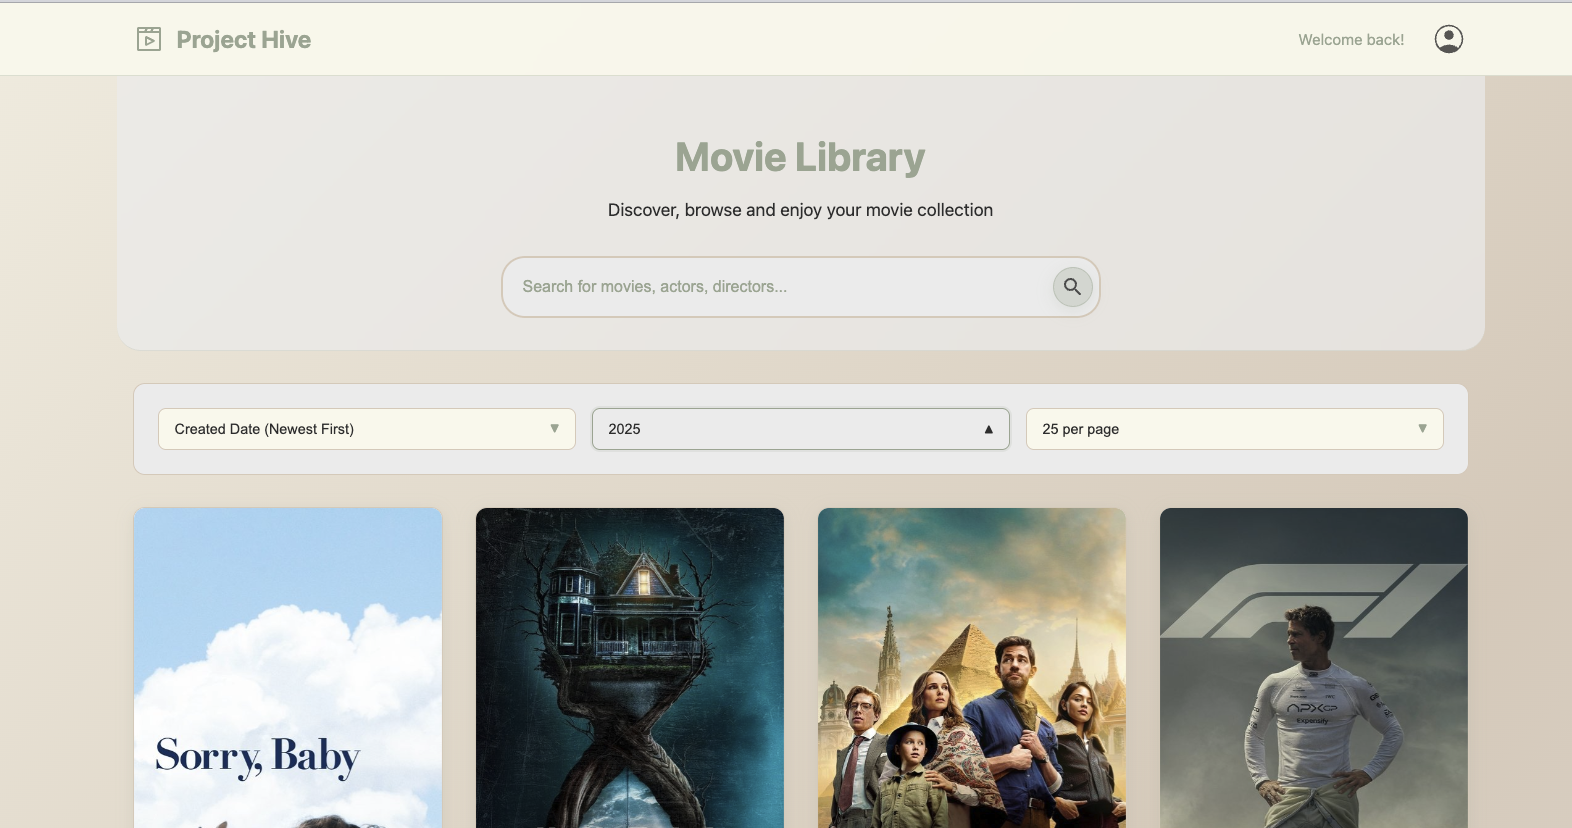 Project Hive
Welcome back!
Movie Library
Discover, browse and enjoy your movie collection
Search for movies, actors, directors...
Created Date (Newest First)
2025
25 per page
Sorry, Baby
APXGP
Expensify